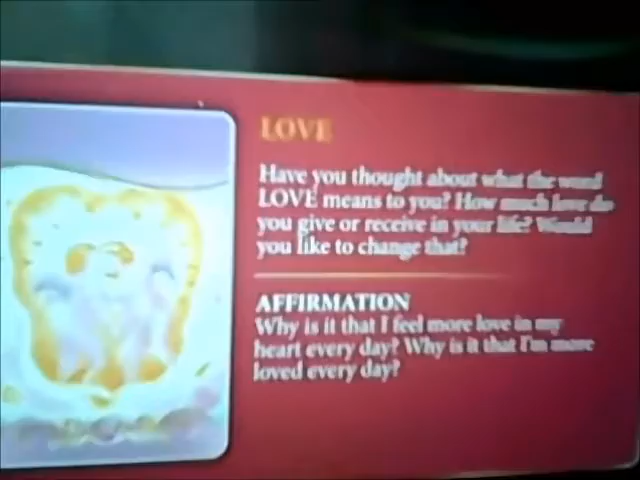 LOVE
Have you thought about what the word
LOVE means to you? How much love do
you give or receive in your life? Would
you like to change that?
AFFIRMATION
Why is it that I feel more love in my
heart every day? Why is it that I'm more
loved every day?